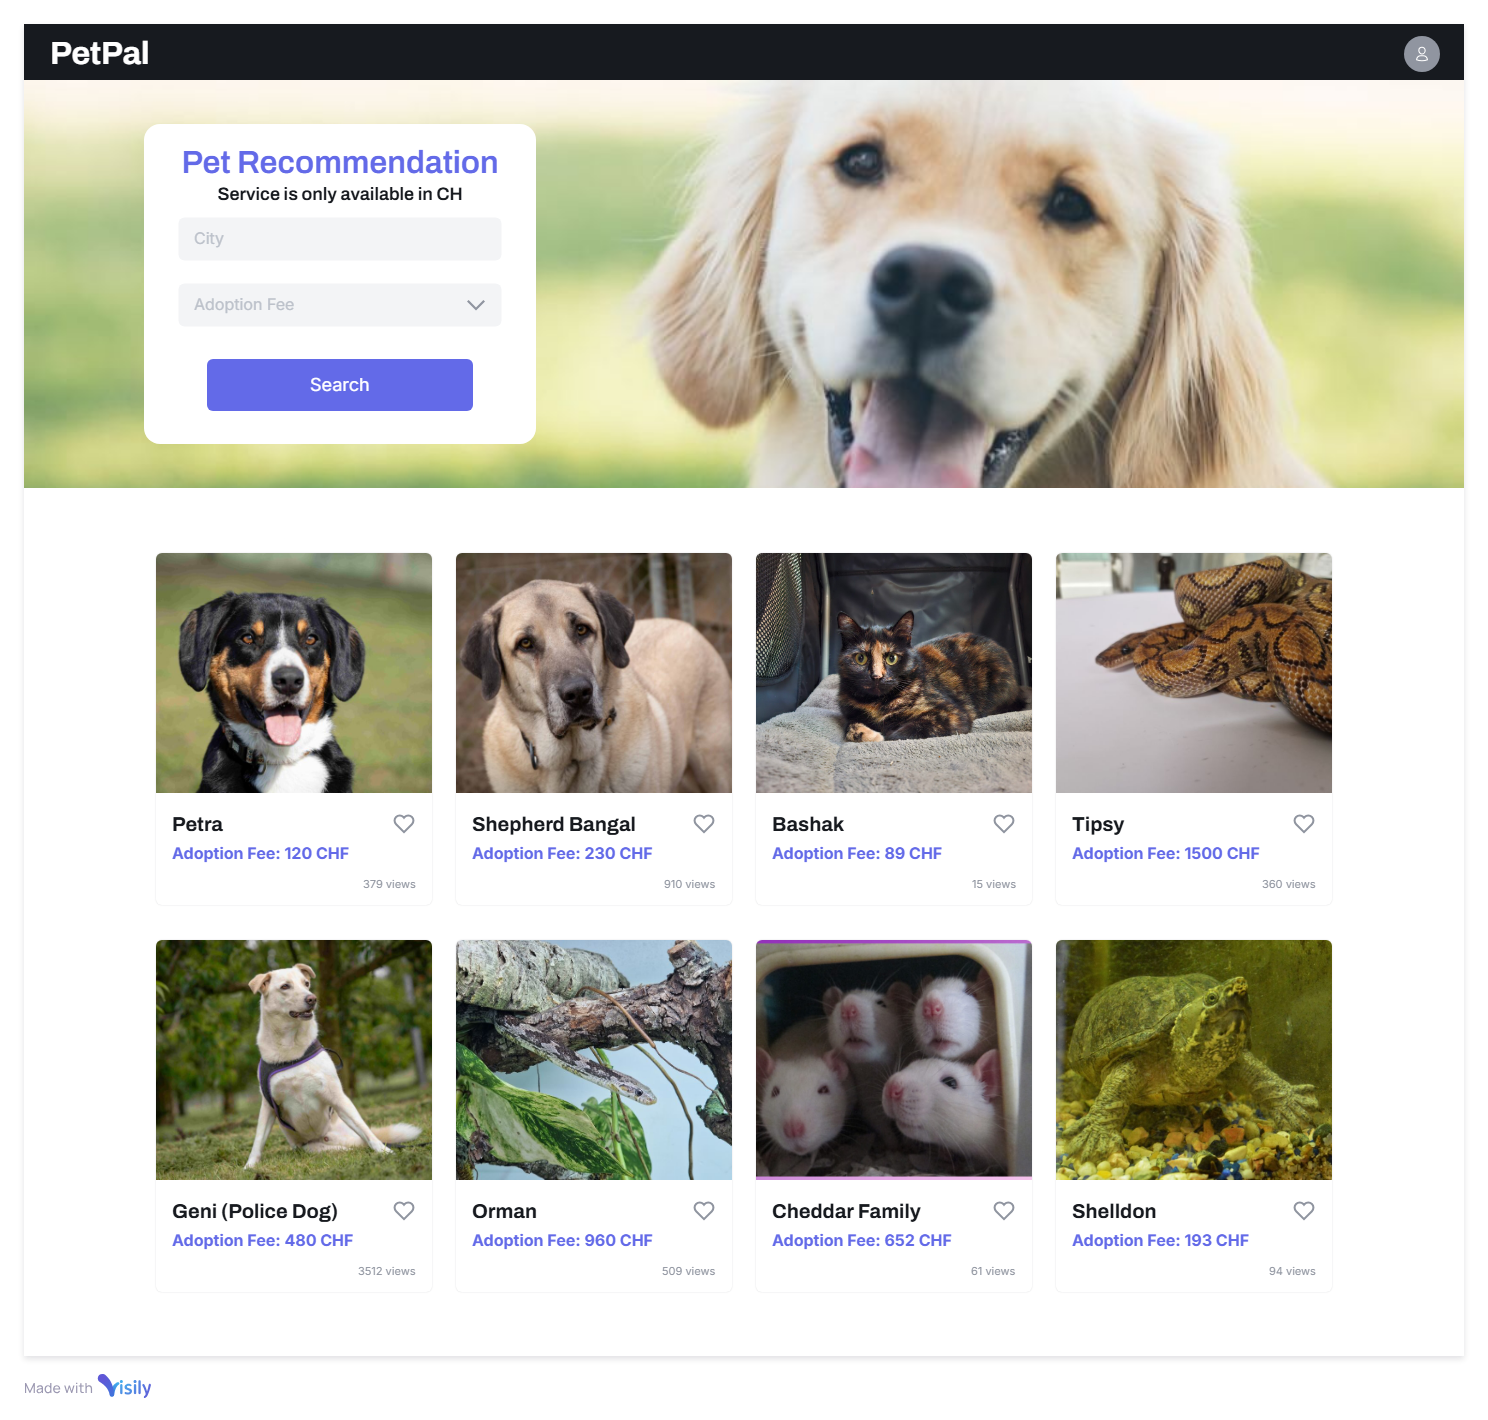 PetPal
Pet Recommendation
Service is only available in CH
City
Adoption Fee
Search
Petra
Adoption Fee: 120 CHF
379 views
Shepherd Bangal
Adoption Fee: 230 CHF
910 views
Bashak
Adoption Fee: 89 CHF
15 views
Tipsy
Adoption Fee: 1500 CHF
360 views
Geni (Police Dog)
Adoption Fee: 480 CHF
3512 views
Orman
Adoption Fee: 960 CHF
509 views
Cheddar Family
Adoption Fee: 652 CHF
61 views
Shelldon
Adoption Fee: 193 CHF
94 views
Made with Visily